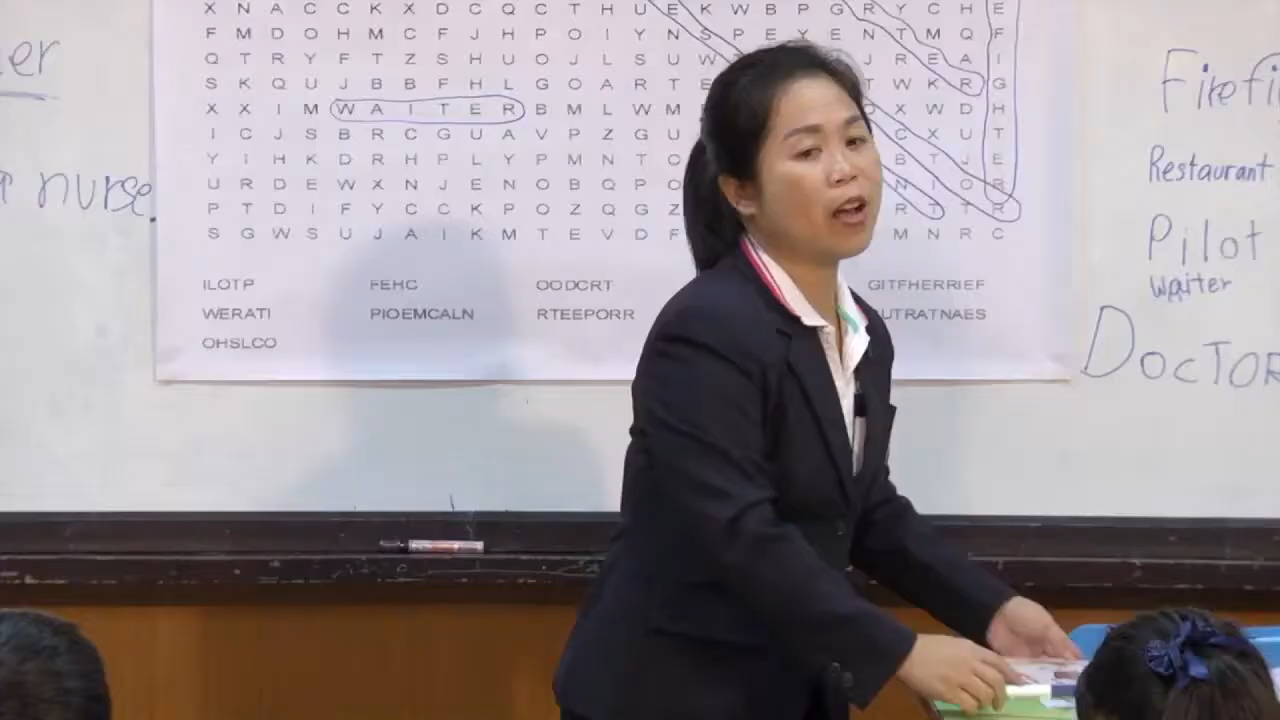 X N A C C K X D C Q C T H U E K W B P G R Y C H E
F M D O H M C F J H P O I Y N S P E Y E N T M Q F
Q T R Y F T Z S H U O J L S U W J R E A I
S K Q U J B B F H L G O A R T E T W K R G
X X I M W A I T E R B M L W M X W D H
I C J S B R C G U A V P Z G U C X U T
Y I H K D R H P L Y P M N T O B T J E
U R D E W X N J E N O B Q P O N I O R
P T D I F Y C C K P O Z Q G Z R T T R
S G W S U J A I K M T E V D F M N R C
ILOTP FEHC OODCRT GITFHERRIEF
WERATI PIOEMCALN RTEEPORR UTRATNAES
OHSLCO
er
nurse
Firefi
Restaurant
Pilot
waiter
DOCTOR